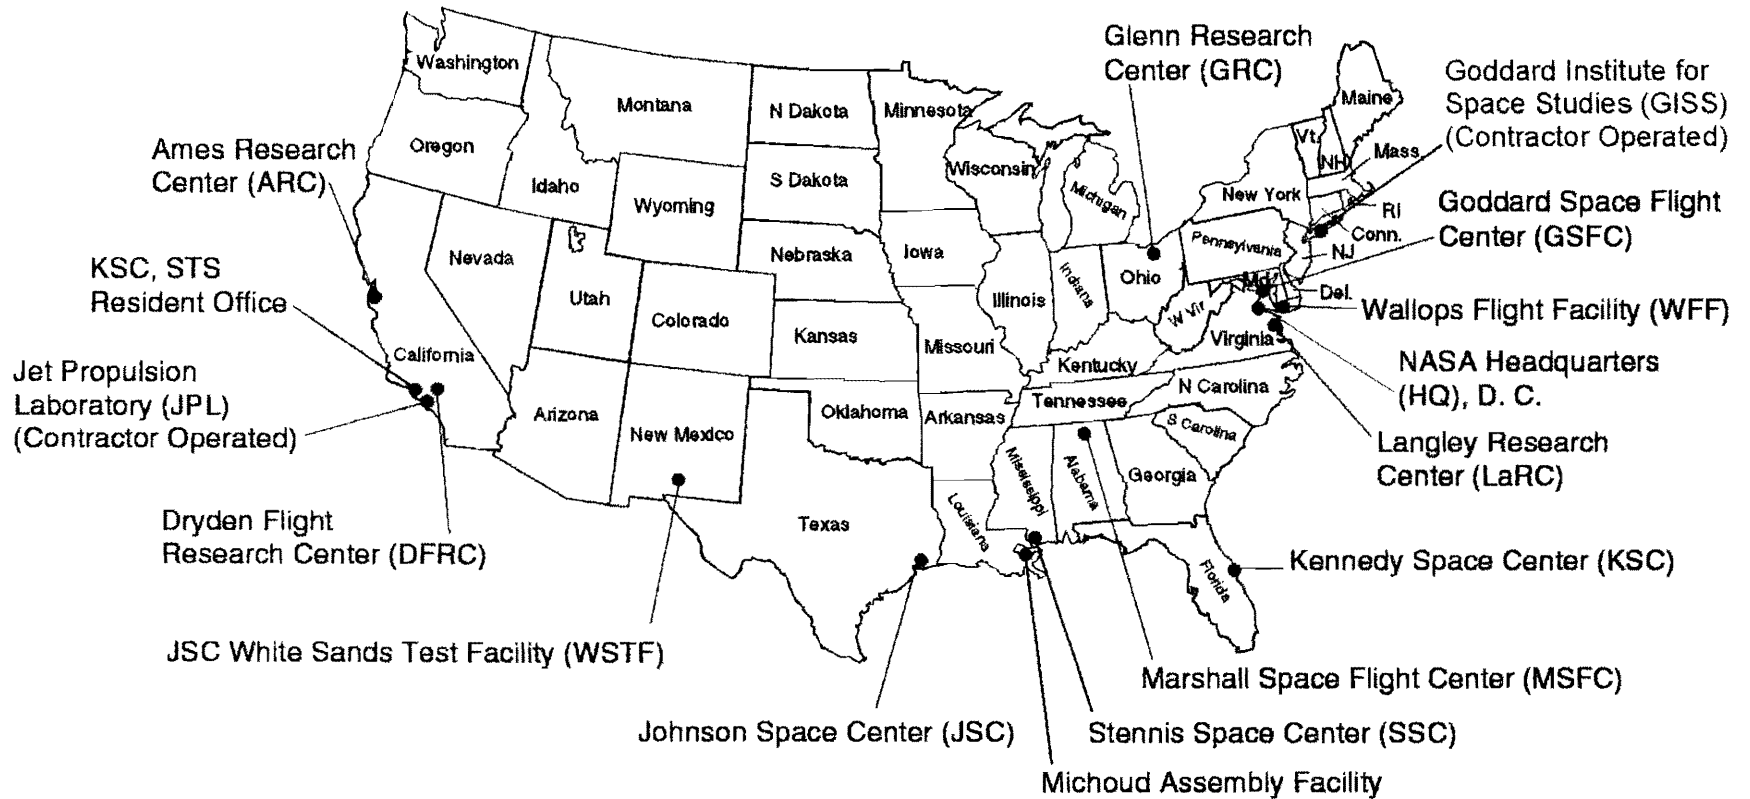 Glenn Research
Center (GRC)
Goddard Institute for
Space Studies (GISS)
(Contractor Operated)
Ames Research
Center (ARC)
Goddard Space Flight
Center (GSFC)
KSC, STS
Resident Office
Wallops Flight Facility (WFF)
NASA Headquarters
(HQ), D. C.
Jet Propulsion
Laboratory (JPL)
(Contractor Operated)
Langley Research
Center (LaRC)
Dryden Flight
Research Center (DFRC)
Kennedy Space Center (KSC)
JSC White Sands Test Facility (WSTF)
Marshall Space Flight Center (MSFC)
Johnson Space Center (JSC)
Stennis Space Center (SSC)
Michoud Assembly Facility
Washington
Montana
N Dakota
Minnesota
Maine
Oregon
Idaho
Wyoming
S Dakota
Wisconsin
Michigan
Vt.
NH
Mass.
New York
RI
Conn.
NJ
Pennsylvania
Nevada
Utah
Colorado
Nebraska
Iowa
Illinois
Indiana
Ohio
Md.
Del.
W Vir
Virginia
California
Kansas
Missouri
Kentucky
N Carolina
Tennessee
S Carolina
Arizona
New Mexico
Oklahoma
Arkansas
Mississippi
Alabama
Georgia
Texas
Louisiana
Florida